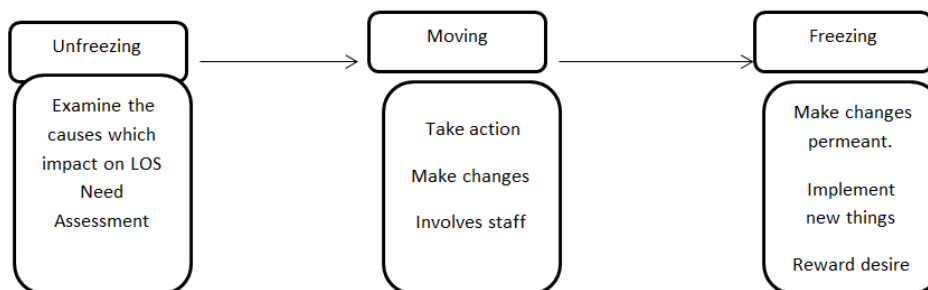 Unfreezing
Examine the
causes which
impact on LOS
Need
Assessment
Moving
Take action
Make changes
Involves staff
Freezing
Make changes
permeant.
Implement
new things
Reward desire